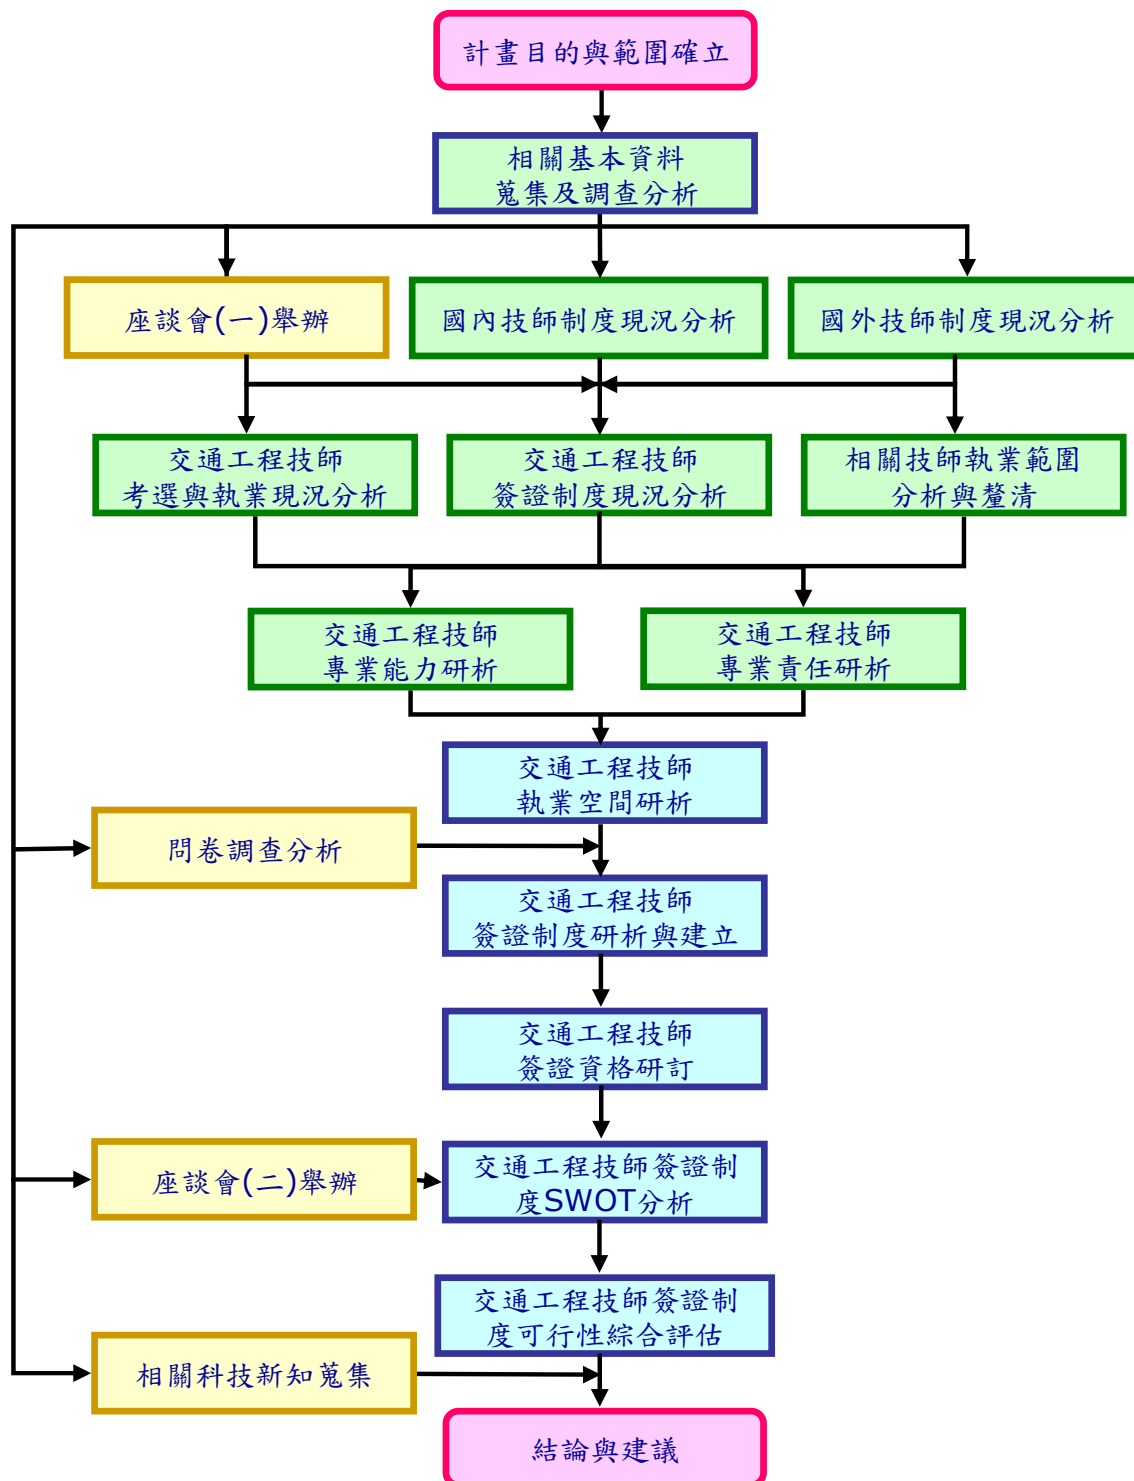 計畫目的與範圍確立
相關基本資料
蒐集及調查分析
座談會(一)舉辦
國內技師制度現況分析
國外技師制度現況分析
交通工程技師
考選與執業現況分析
交通工程技師
簽證制度現況分析
相關技師執業範圍
分析與釐清
交通工程技師
專業能力研析
交通工程技師
專業責任研析
交通工程技師
執業空間研析
問卷調查分析
交通工程技師
簽證制度研析與建立
交通工程技師
簽證資格研訂
座談會(二)舉辦
交通工程技師簽證制
度SWOT分析
交通工程技師簽證制
度可行性綜合評估
相關科技新知蒐集
結論與建議